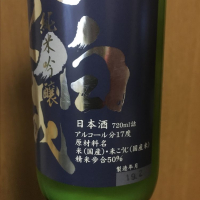 純米吟醸
白
日本酒 720ml詰
アルコール分17度
原材料名
米(国産)・米こうじ(国産米)
精米歩合50%
製造年月